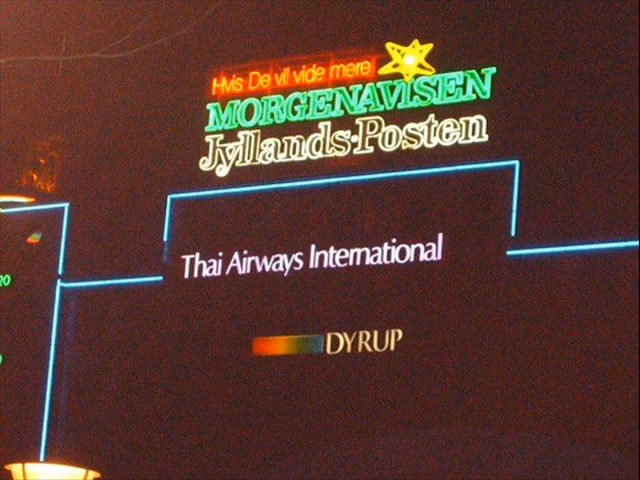 Hvis De vil vide mere
MORGENAVISEN
Jyllands-Posten
Thai Airways International
DYRUP